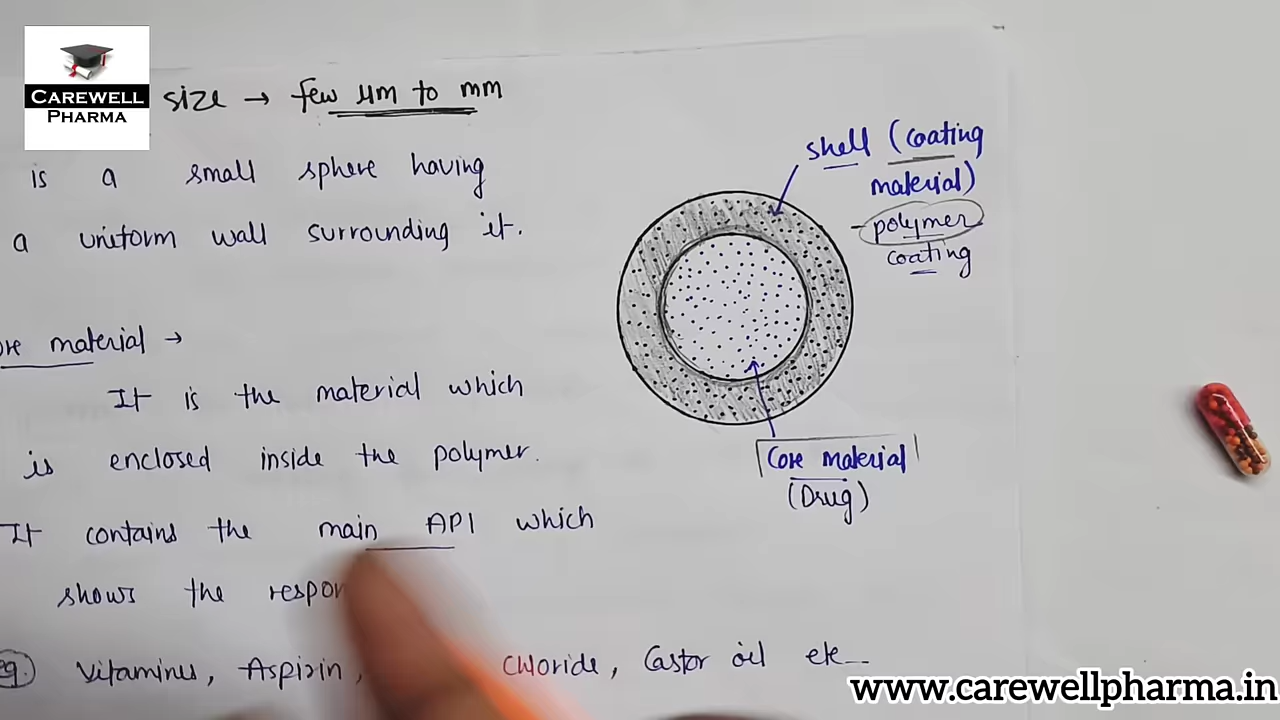 CAREWELL
PHARMA
size → few μm to mm
is a small sphere having
a uniform wall surrounding it.
shell (coating
material)
- polymer
coating
material →
It is the material which
is enclosed inside the polymer.
Core material
(Drug)
It contains the main API which
shows the
eg. Vitamins, Aspirin, Chloride, Castor oil etc--
www.carewellpharma.in